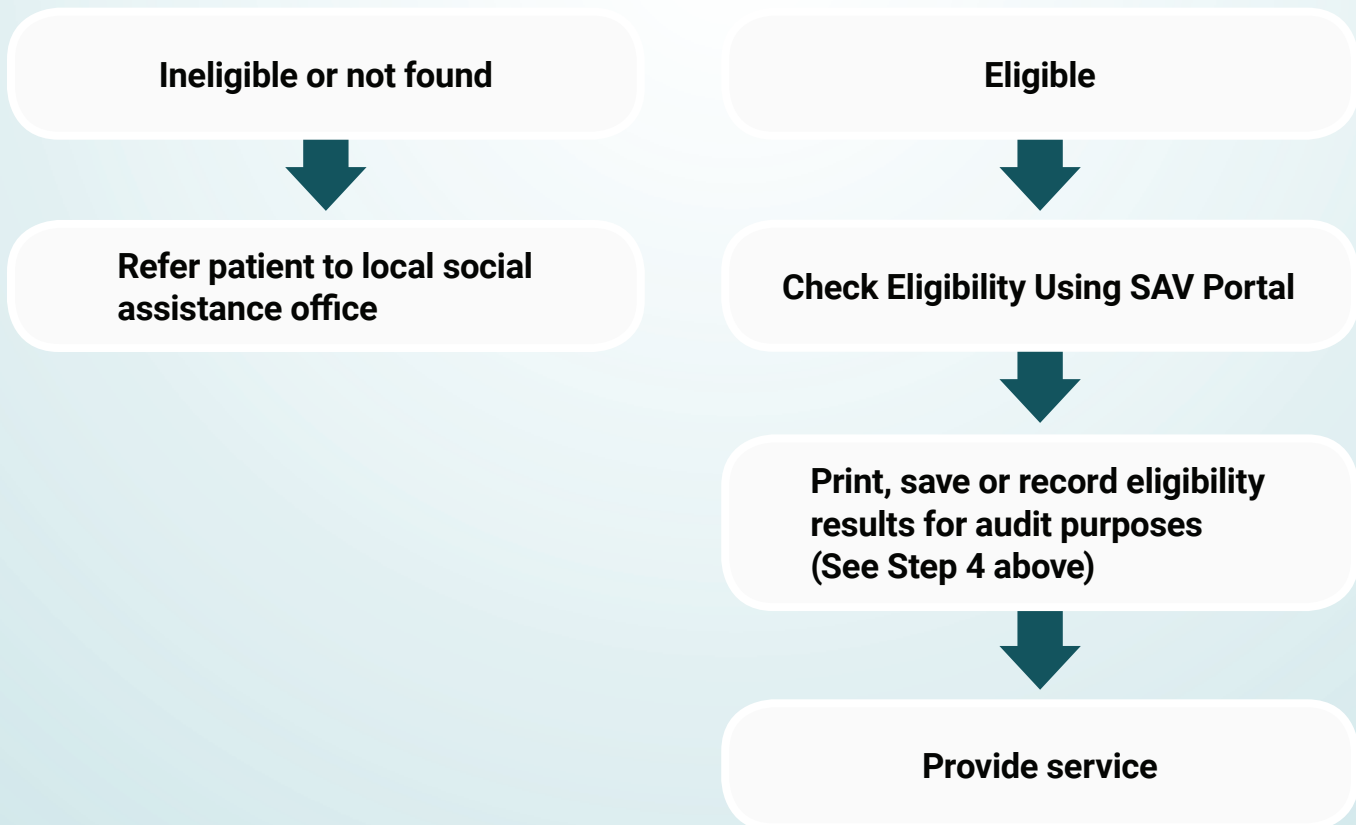 Ineligible or not found
Refer patient to local social
assistance office
Eligible
Check Eligibility Using SAV Portal
Print, save or record eligibility
results for audit purposes
(See Step 4 above)
Provide service